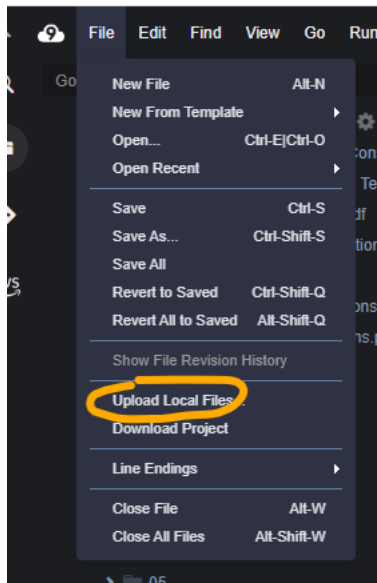 File Edit Find View Go Run
Go
New File Alt-N
New From Template
Open... Ctrl-E|Ctrl-O
Open Recent
Save Ctrl-S
Save As... Ctrl-Shift-S
Save All
Revert to Saved Ctrl-Shift-Q
Revert All to Saved Alt-Shift-Q
Show File Revision History
Upload Local Files...
Download Project
Line Endings
Close File Alt-W
Close All Files Alt-Shift-W
05